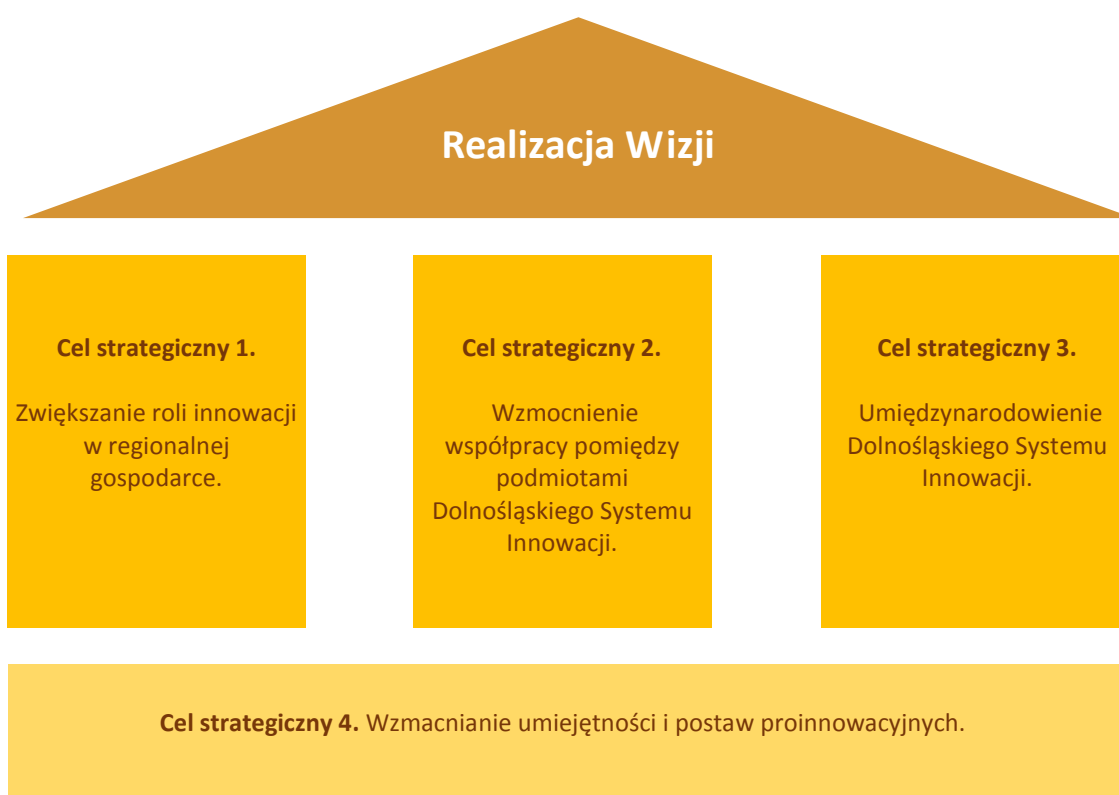 Realizacja Wizji
Cel strategiczny 1.
Zwiększanie roli innowacji
w regionalnej
gospodarce.
Cel strategiczny 2.
Wzmocnienie
współpracy pomiędzy
podmiotami
Dolnośląskiego Systemu
Innowacji.
Cel strategiczny 3.
Umiędzynarodowienie
Dolnośląskiego Systemu
Innowacji.
Cel strategiczny 4. Wzmacnianie umiejętności i postaw proinnowacyjnych.